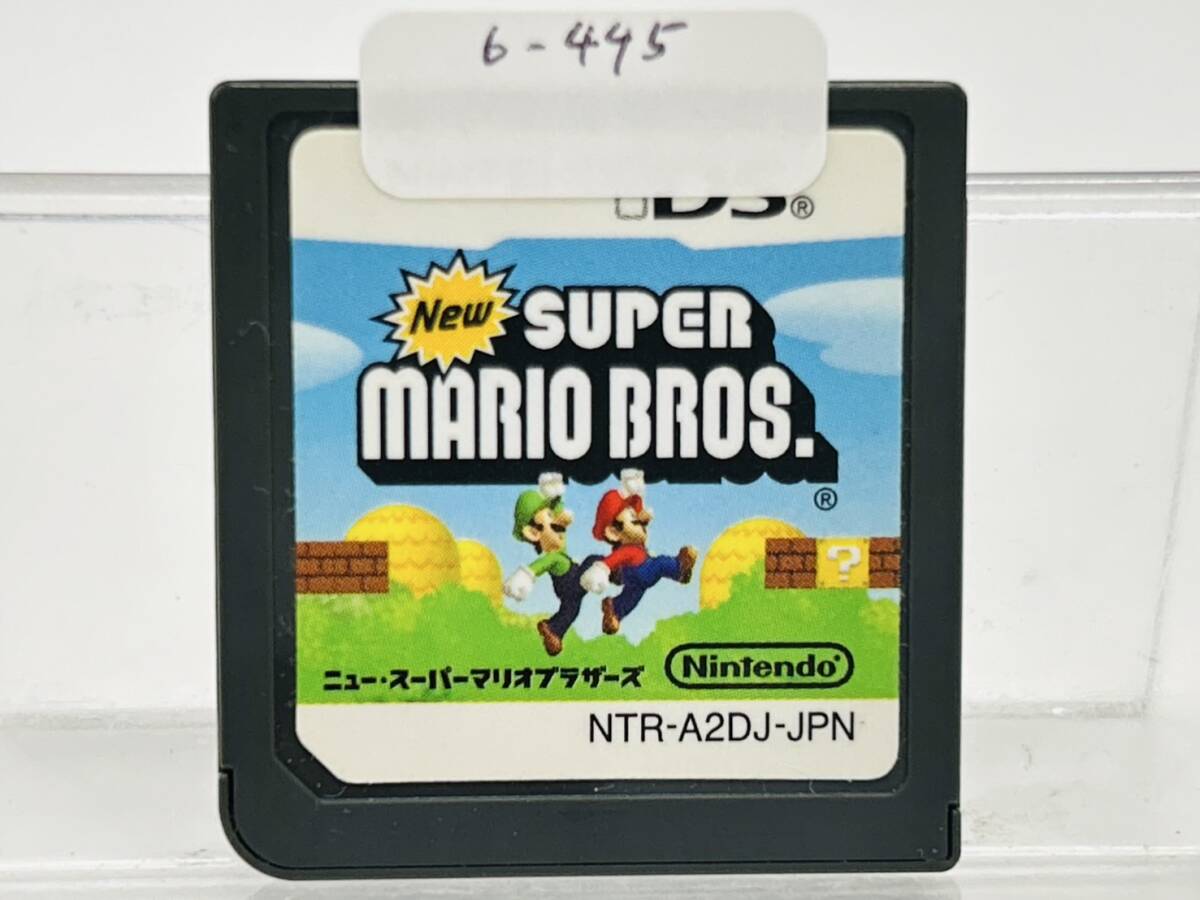 6-445
DS®
New SUPER
MARIO BROS.
®
?
ニュー・スーパーマリオブラザーズ
Nintendo®
NTR-A2DJ-JPN